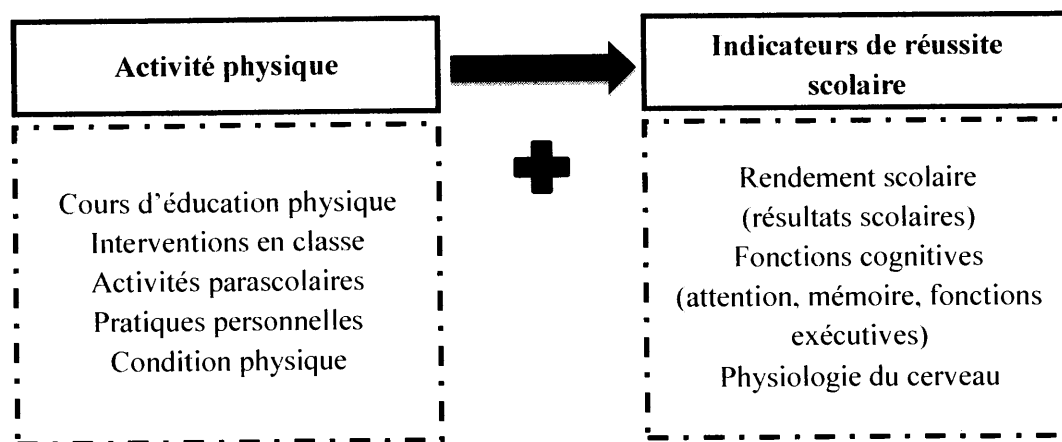 Activité physique
Indicateurs de réussite
scolaire
Cours d'éducation physique
Interventions en classe
Activités parascolaires
Pratiques personnelles
Condition physique
Rendement scolaire
(résultats scolaires)
Fonctions cognitives
(attention, mémoire, fonctions
exécutives)
Physiologie du cerveau